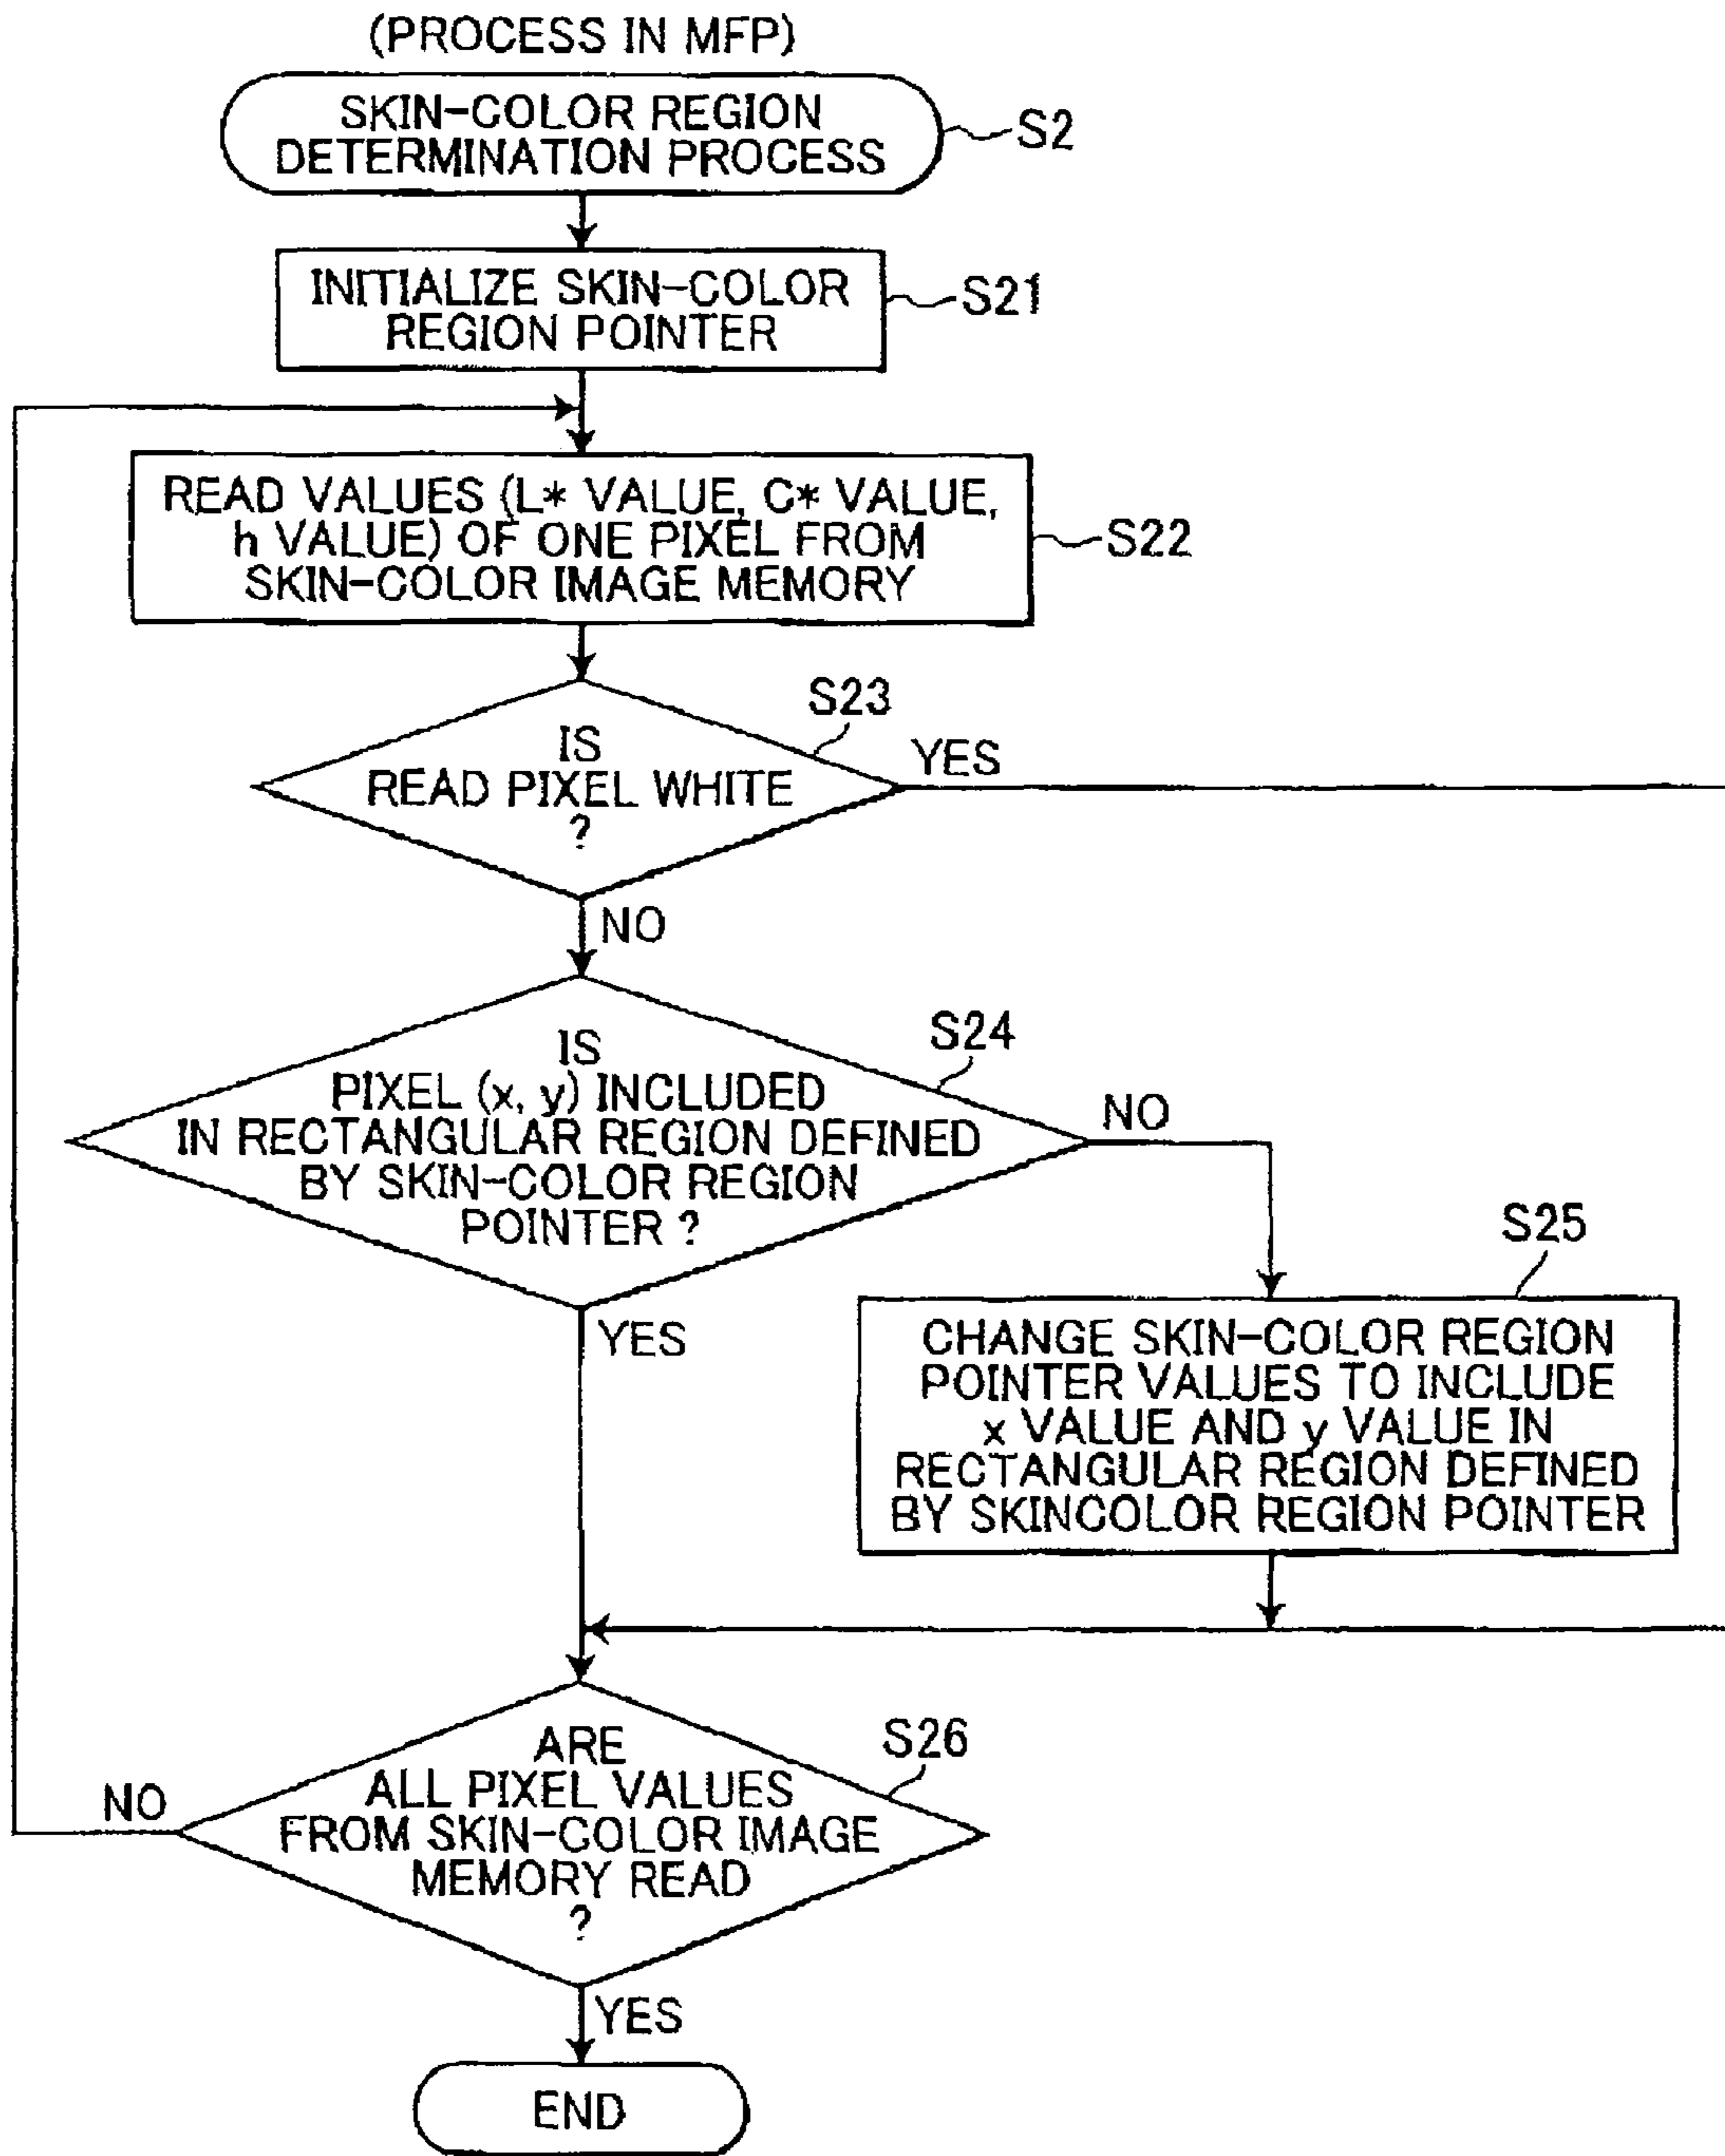 (PROCESS IN MFP)
SKIN-COLOR REGION
DETERMINATION PROCESS
S2
INITIALIZE SKIN-COLOR
REGION POINTER
S21
READ VALUES (L* VALUE, C* VALUE,
h VALUE) OF ONE PIXEL FROM
SKIN-COLOR IMAGE MEMORY
S22
S23
IS
READ PIXEL WHITE
?
YES
NO
S24
IS
PIXEL (x, y) INCLUDED
IN RECTANGULAR REGION DEFINED
BY SKIN-COLOR REGION
POINTER ?
NO
YES
S25
CHANGE SKIN-COLOR REGION
POINTER VALUES TO INCLUDE
x VALUE AND y VALUE IN
RECTANGULAR REGION DEFINED
BY SKINCOLOR REGION POINTER
S26
ARE
ALL PIXEL VALUES
FROM SKIN-COLOR IMAGE
MEMORY READ
?
NO
YES
END